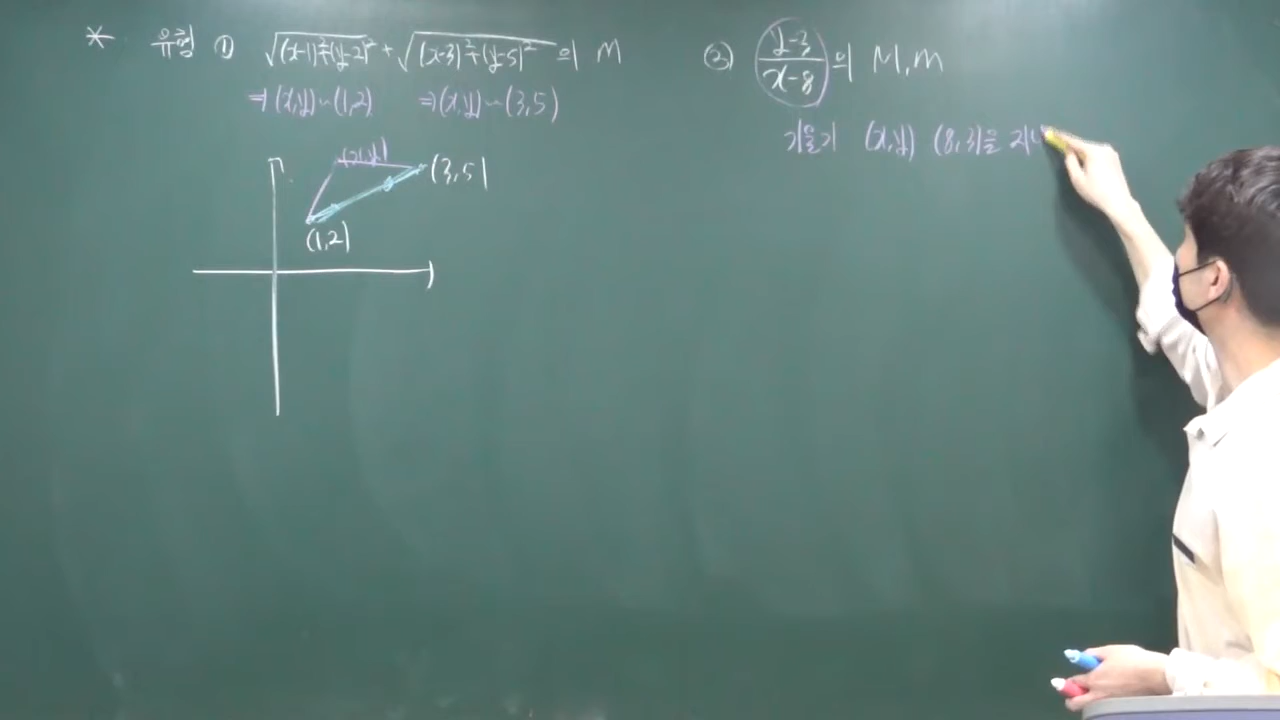 * 유형 ① √(x-1)²+(y-2)² + √(x-3)²+(y-5)² 의 M
⇒ (x,y) ~ (1,2) ⇒ (x,y) ~ (3,5)
(x,y)
(3,5)
(1,2)
② y-3/x-8 의 M, m
기울기 (x,y) (8,3)을 지나